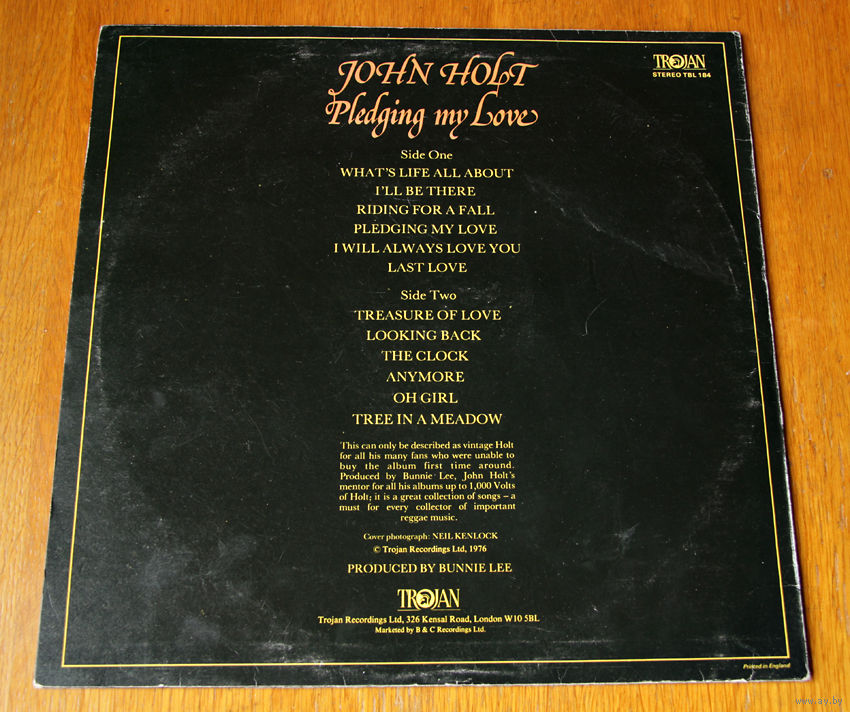 JOHN HOLT
Pledging my Love
TROJAN
STEREO TBL 184
Side One
WHAT'S LIFE ALL ABOUT
I'LL BE THERE
RIDING FOR A FALL
PLEDGING MY LOVE
I WILL ALWAYS LOVE YOU
LAST LOVE
Side Two
TREASURE OF LOVE
LOOKING BACK
THE CLOCK
ANYMORE
OH GIRL
TREE IN A MEADOW
This can only be described as vintage Holt
for all his many fans who were unable to
buy the album first time around.
Produced by Bunnie Lee, John Holt's
mentor for all his albums up to 1,000 Volts
of Holt; it is a great collection of songs – a
must for every collector of important
reggae music.
Cover photograph: NEIL KENLOCK
© Trojan Recordings Ltd, 1976
PRODUCED BY BUNNIE LEE
TROJAN
Trojan Recordings Ltd, 326 Kensal Road, London W10 5BL
Marketed by B & C Recordings Ltd.
Printed in England
www.ay.by